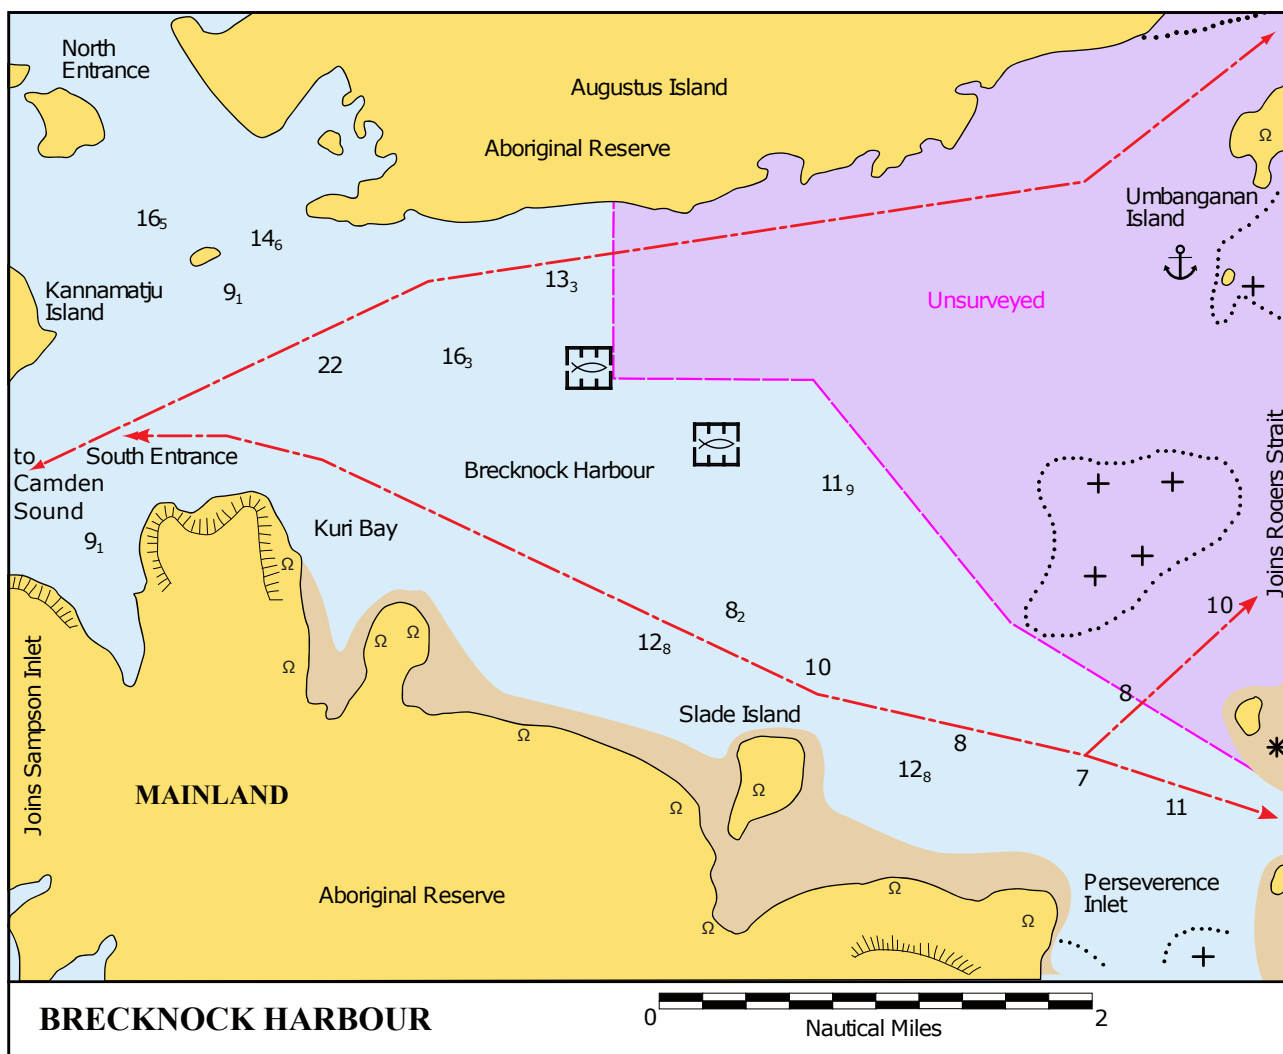 North
Entrance
Augustus Island
Aboriginal Reserve
Umbanganan
Island
16₅
14₆
Kannamatju
Island
9₁
13₃
Unsurveyed
22
16₃
to
Camden
Sound
South Entrance
Brecknock Harbour
11₉
9₁
Kuri Bay
Joins Rogers Strait
10
8₂
12₈
10
8
Slade Island
8
12₈
7
11
Joins Sampson Inlet
MAINLAND
Aboriginal Reserve
Perseverence
Inlet
BRECKNOCK HARBOUR
0
2
Nautical Miles